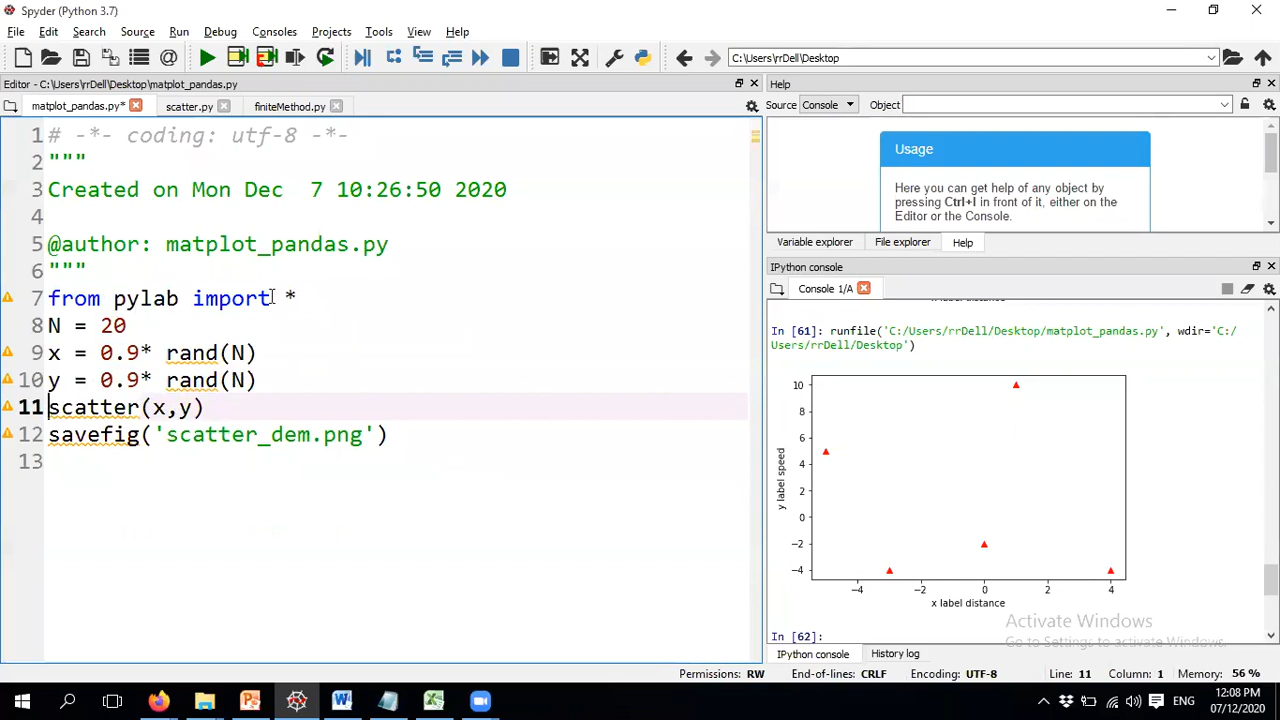 Spyder (Python 3.7)
File Edit Search Source Run Debug Consoles Projects Tools View Help
C:\Users\rrDell\Desktop
Editor - C:\Users\rrDell\Desktop\matplot_pandas.py
matplot_pandas.py* scatter.py finiteMethod.py
1 # -*- coding: utf-8 -*-
2 """
3 Created on Mon Dec  7 10:26:50 2020
4
5 @author: matplot_pandas.py
6 """
7 from pylab import *
8 N = 20
9 x = 0.9* rand(N)
10 y = 0.9* rand(N)
11 scatter(x,y)
12 savefig('scatter_dem.png')
13
Help
Source Console Object
Usage
Here you can get help of any object by
pressing Ctrl+I in front of it, either on the
Editor or the Console.
Variable explorer File explorer Help
IPython console
Console 1/A
In [61]: runfile('C:/Users/rrDell/Desktop/matplot_pandas.py', wdir='C:/
Users/rrDell/Desktop')
10
8
6
4
2
0
−2
−4
y label speed
−4 −2 0 2 4
x label distance
In [62]:
Activate Windows
Go to Settings to activate Windows.
IPython console History log
Permissions: RW End-of-lines: CRLF Encoding: UTF-8 Line: 11 Column: 1 Memory: 56 %
ENG 12:08 PM
07/12/2020